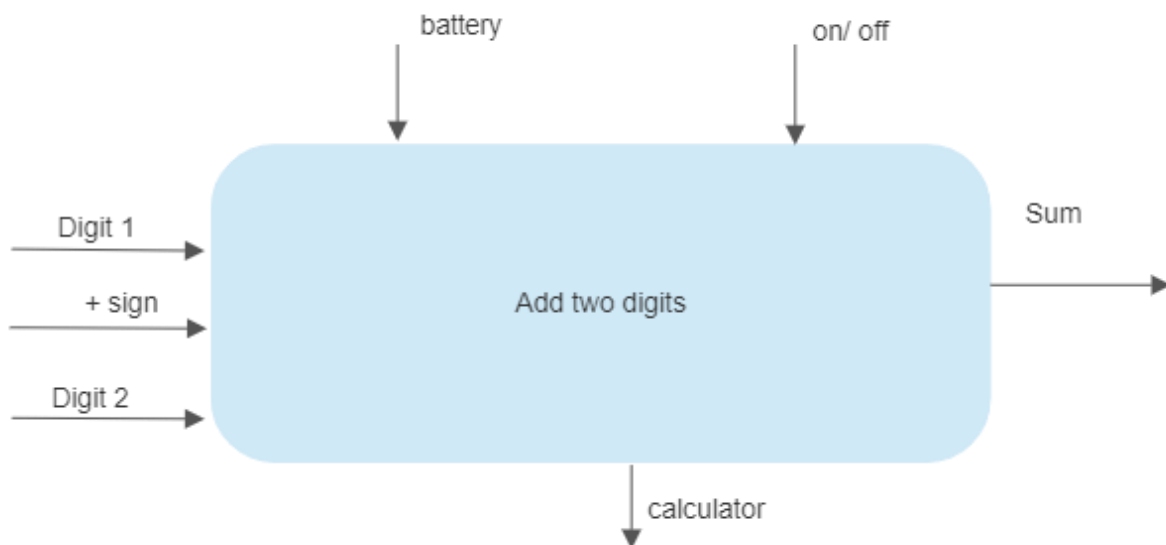 battery
on/ off
Digit 1
Sum
+ sign
Add two digits
Digit 2
calculator